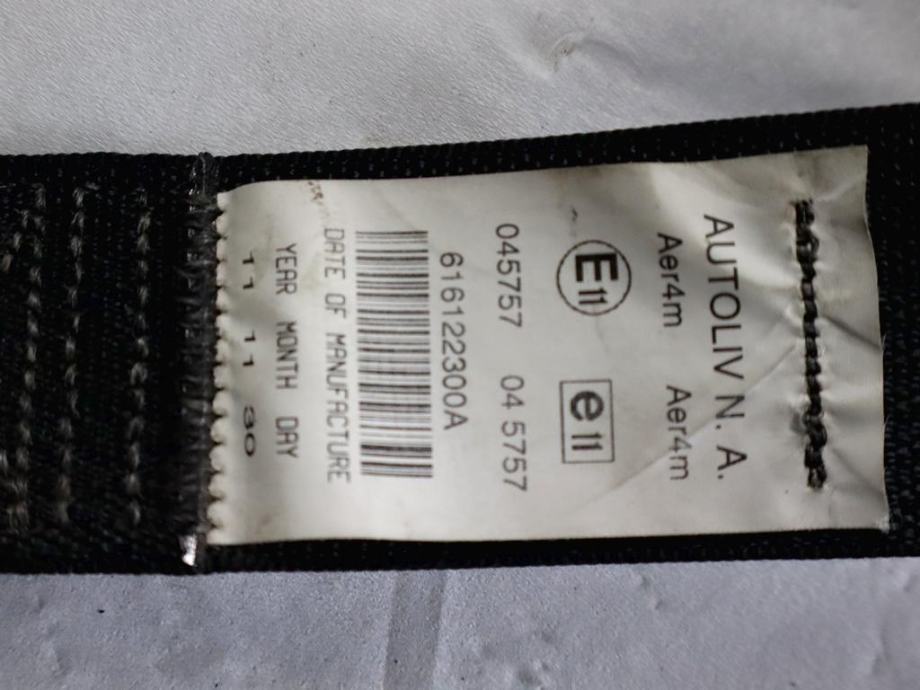 AUTOLIV N. A.
Aer4m Aer4m
E11 e11
045757 04 5757
616122300A
DATE OF MANUFACTURE
YEAR MONTH DAY
11 11 30